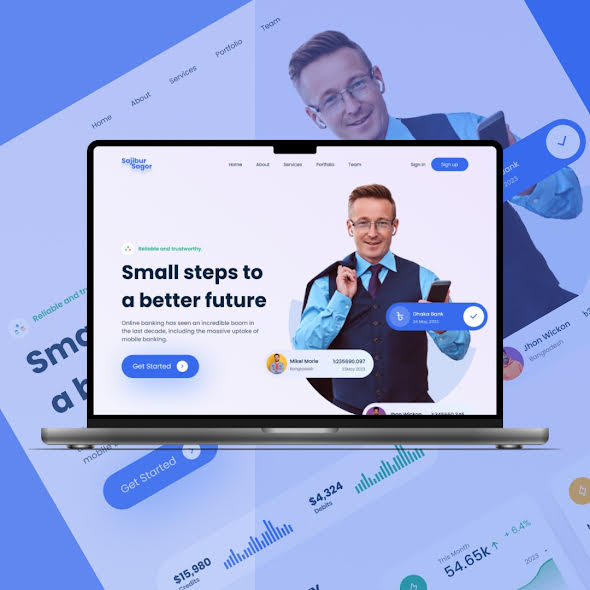 Home
About
Services
Portfolio
Team
Sajibur
Sagor
Home
About
Services
Portfolio
Team
Sign in
Sign up
Reliable and trustworthy.
Small steps to
a better future
Online banking has seen an incredible boom in
the last decade, including the massive uptake of
mobile banking.
Get Started
Dhaka Bank
24 May, 2023
Mikel Morle
Bangladesh
৳235690.097
23May 2023
Jhon Wickon
৳345660.345
ank
2023
Reliable and tr
Sma
a b
mobile b
Get Started
Jhon Wickon
Bangladesh
$15,980
Credits
$4,324
Debits
This Month
54.65k
+ 6.4%
2023